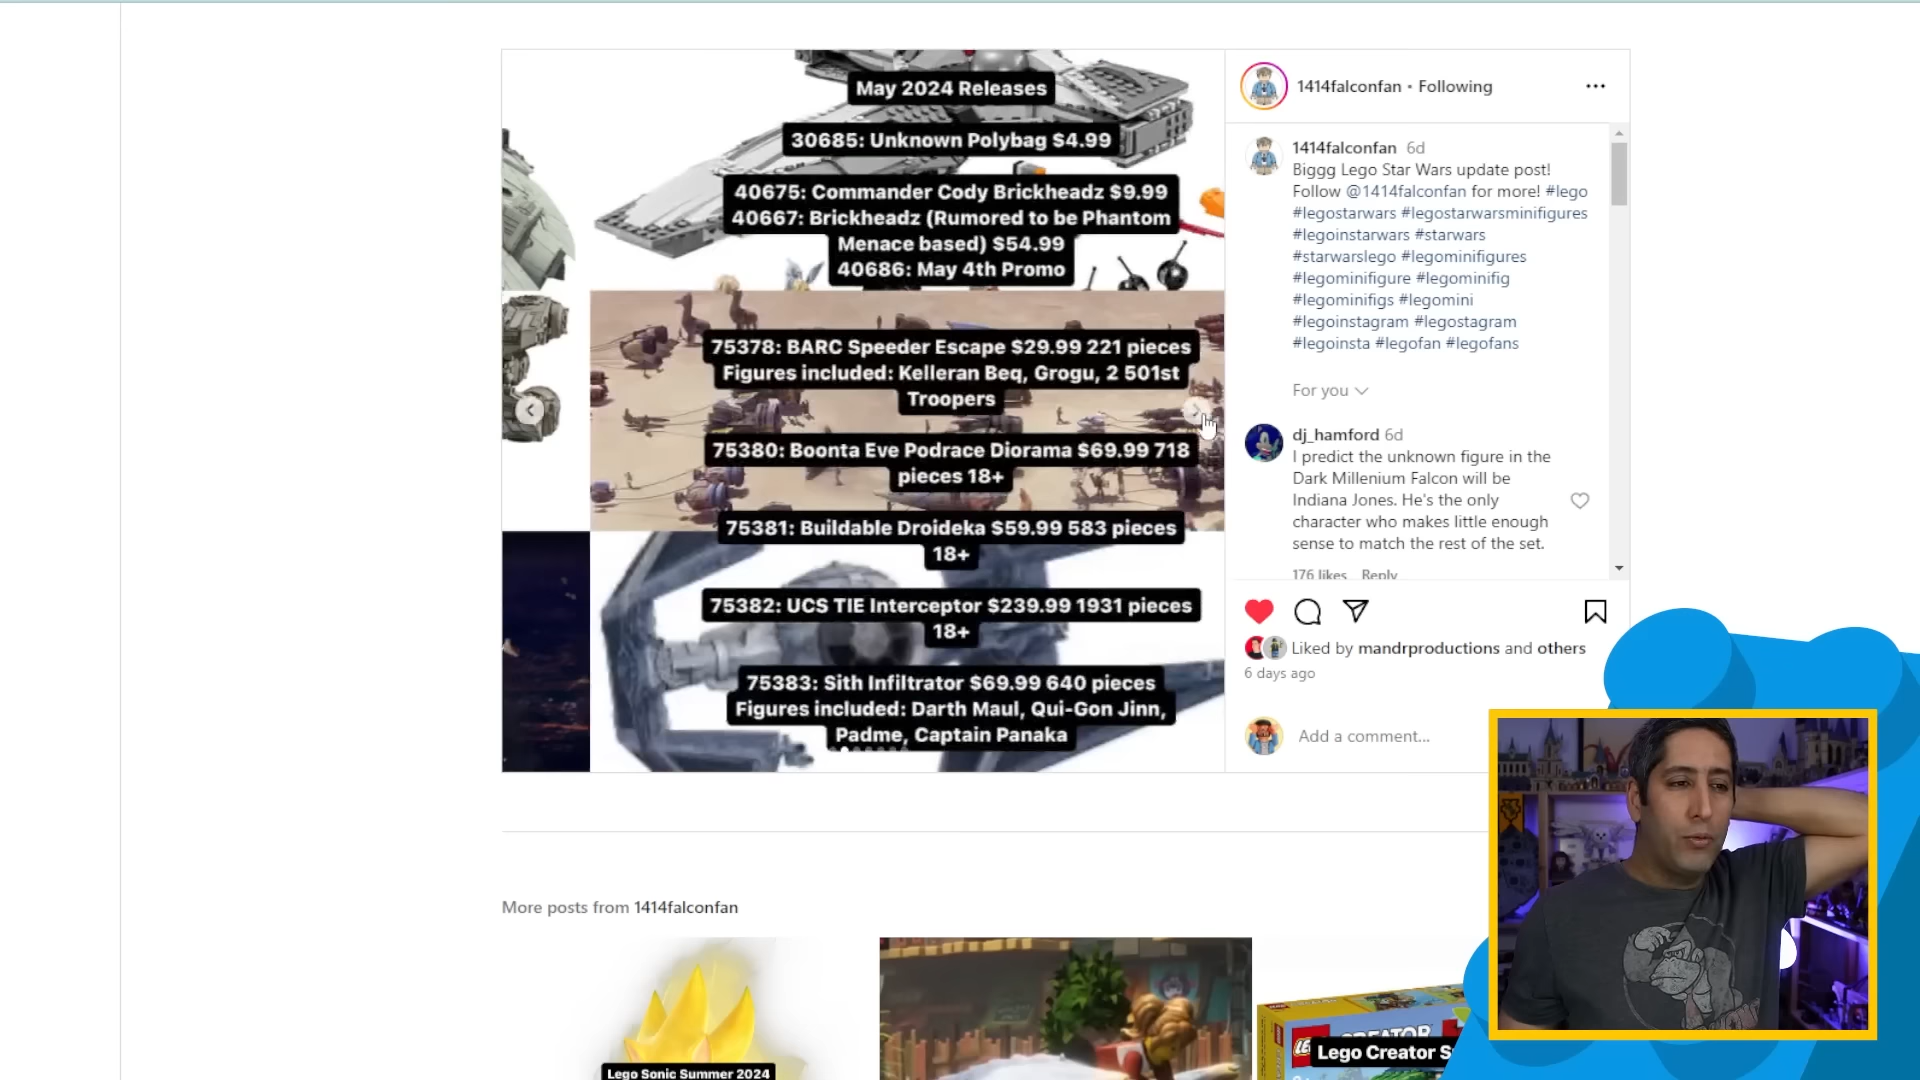 May 2024 Releases
30685: Unknown Polybag $4.99
40675: Commander Cody Brickheadz $9.99
40667: Brickheadz (Rumored to be Phantom
Menace based) $54.99
40686: May 4th Promo
75378: BARC Speeder Escape $29.99 221 pieces
Figures included: Kelleran Beq, Grogu, 2 501st
Troopers
75380: Boonta Eve Podrace Diorama $69.99 718
pieces 18+
75381: Buildable Droideka $59.99 583 pieces
18+
75382: UCS TIE Interceptor $239.99 1931 pieces
18+
75383: Sith Infiltrator $69.99 640 pieces
Figures included: Darth Maul, Qui-Gon Jinn,
Padme, Captain Panaka
1414falconfan • Following
1414falconfan 6d
Biggg Lego Star Wars update post!
Follow @1414falconfan for more! #lego
#legostarwars #legostarwarsminifigures
#legoinstarwars #starwars
#starwarslego #legominifigures
#legominifigure #legominifig
#legominifigs #legomini
#legoinstagram #legostagram
#legoinsta #legofan #legofans
For you
dj_hamford 6d
I predict the unknown figure in the
Dark Millenium Falcon will be
Indiana Jones. He's the only
character who makes little enough
sense to match the rest of the set.
176 likes Reply
Liked by mandrproductions and others
6 days ago
Add a comment...
More posts from 1414falconfan
Lego Sonic Summer 2024
CREATOR
Lego Creator S